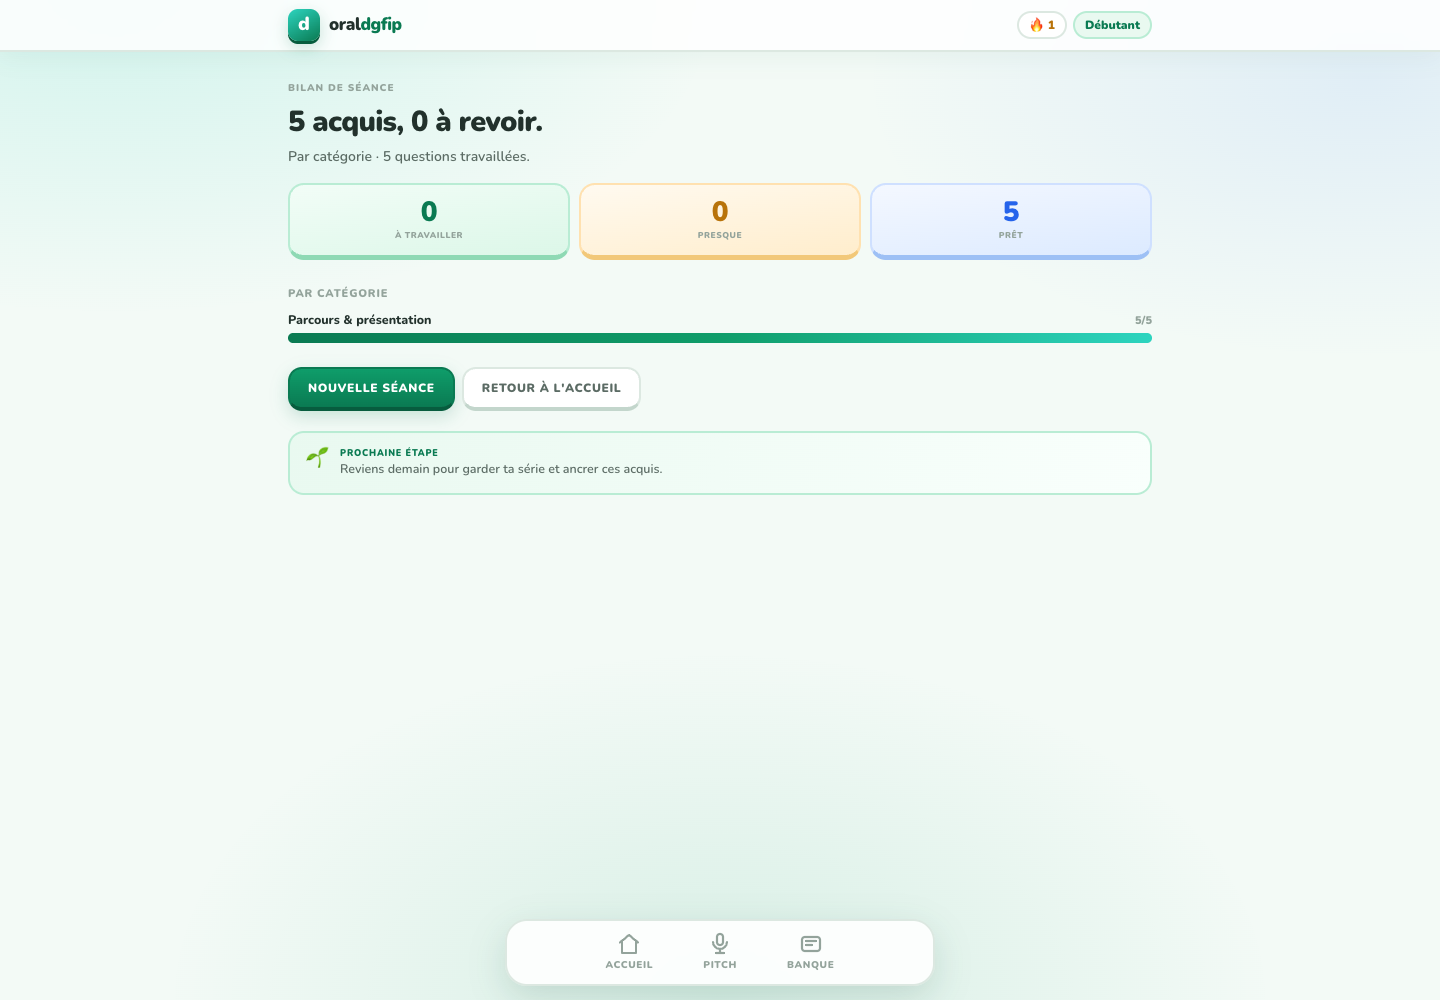 d oraldgfip
1 Débutant
BILAN DE SÉANCE
5 acquis, 0 à revoir.
Par catégorie · 5 questions travaillées.
0 0 5
À TRAVAILLER PRESQUE PRÊT
PAR CATÉGORIE
Parcours & présentation 5/5
NOUVELLE SÉANCE RETOUR À L'ACCUEIL
PROCHAINE ÉTAPE
Reviens demain pour garder ta série et ancrer ces acquis.
ACCUEIL PITCH BANQUE